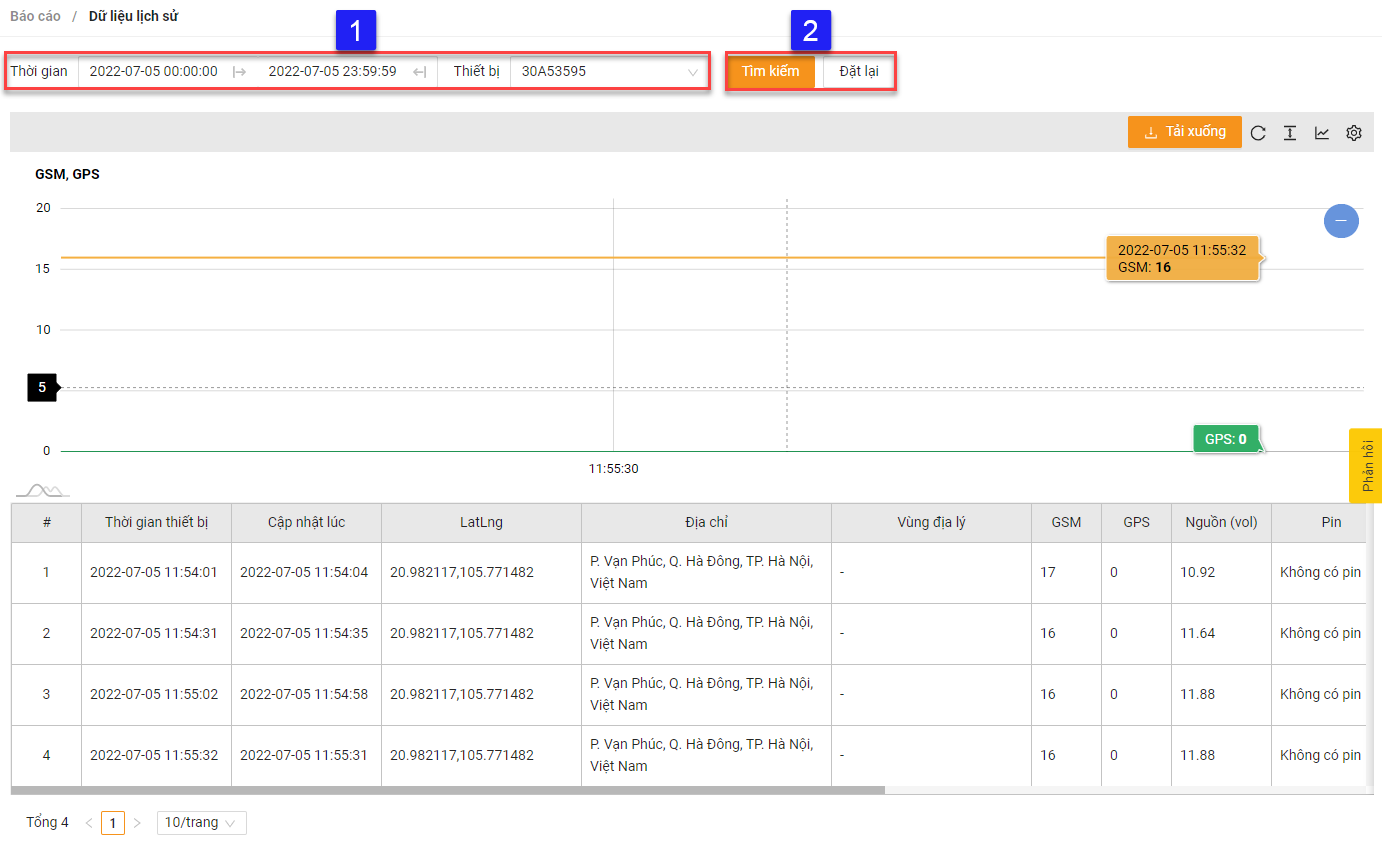 Báo cáo / Dữ liệu lịch sử
1
2
Thời gian 2022-07-05 00:00:00 2022-07-05 23:59:59 Thiết bị 30A53595 Tìm kiếm Đặt lại
Tải xuống
GSM, GPS
20
2022-07-05 11:55:32
GSM: 16
15
10
5
GPS: 0
0
11:55:30
Phản hồi
# Thời gian thiết bị Cập nhật lúc LatLng Địa chỉ Vùng địa lý GSM GPS Nguồn (vol) Pin
1 2022-07-05 11:54:01 2022-07-05 11:54:04 20.982117,105.771482 P. Vạn Phúc, Q. Hà Đông, TP. Hà Nội, - 17 0 10.92 Không có pin
Việt Nam
2 2022-07-05 11:54:31 2022-07-05 11:54:35 20.982117,105.771482 P. Vạn Phúc, Q. Hà Đông, TP. Hà Nội, - 16 0 11.64 Không có pin
Việt Nam
3 2022-07-05 11:55:02 2022-07-05 11:54:58 20.982117,105.771482 P. Vạn Phúc, Q. Hà Đông, TP. Hà Nội, - 16 0 11.88 Không có pin
Việt Nam
4 2022-07-05 11:55:32 2022-07-05 11:55:31 20.982117,105.771482 P. Vạn Phúc, Q. Hà Đông, TP. Hà Nội, - 16 0 11.88 Không có pin
Việt Nam
Tổng 4 < 1 > 10/trang